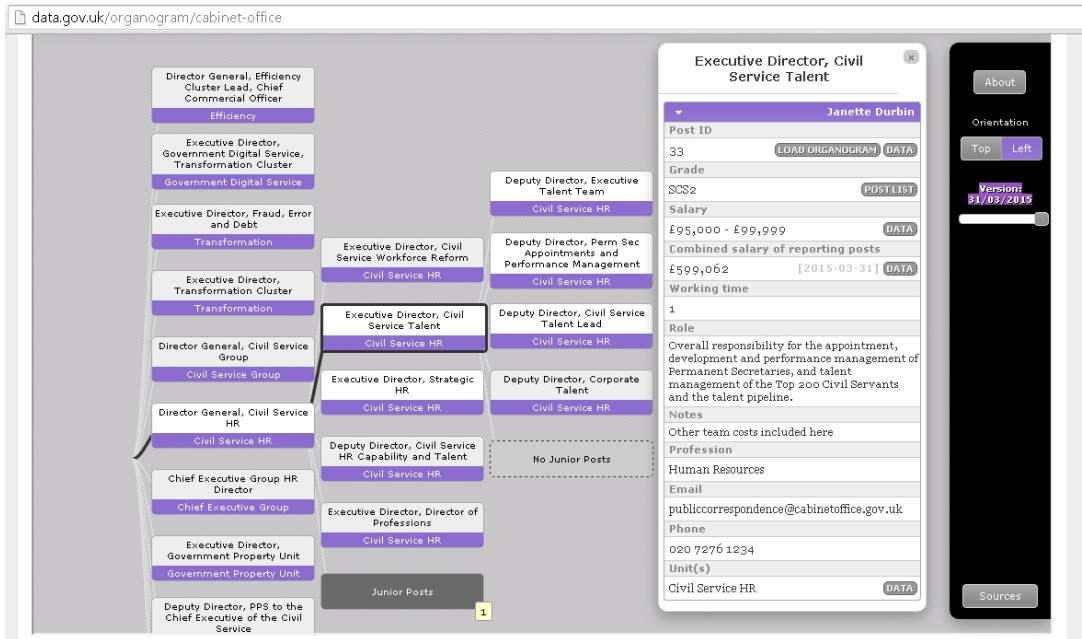 data.gov.uk/organogram/cabinet-office
Director General, Efficiency
Cluster Lead, Chief
Commercial Officer
Efficiency
Executive Director,
Government Digital Service,
Transformation Cluster
Government Digital Service
Executive Director, Fraud, Error
and Debt
Transformation
Executive Director,
Transformation Cluster
Transformation
Director General, Civil Service
Group
Civil Service Group
Director General, Civil Service
HR
Civil Service HR
Chief Executive Group HR
Director
Chief Executive Group
Executive Director,
Government Property Unit
Government Property Unit
Deputy Director, PPS to the
Chief Executive of the Civil
Service
Executive Director, Civil
Service Workforce Reform
Civil Service HR
Executive Director, Civil
Service Talent
Civil Service HR
Executive Director, Strategic
HR
Civil Service HR
Deputy Director, Civil Service
HR Capability and Talent
Civil Service HR
Executive Director, Director of
Professions
Civil Service HR
Junior Posts
1
Deputy Director, Executive
Talent Team
Civil Service HR
Deputy Director, Perm Sec
Appointments and
Performance Management
Civil Service HR
Deputy Director, Civil Service
Talent Lead
Civil Service HR
Deputy Director, Corporate
Talent
Civil Service HR
No Junior Posts
Executive Director, Civil
Service Talent
x
Janette Durbin
Post ID
33 LOAD ORGANOGRAM DATA
Grade
SCS2 POST LIST
Salary
£95,000 - £99,999 DATA
Combined salary of reporting posts
£599,062 [2015-03-31] DATA
Working time
1
Role
Overall responsibility for the appointment,
development and performance management of
Permanent Secretaries, and talent
management of the Top 200 Civil Servants
and the talent pipeline.
Notes
Other team costs included here
Profession
Human Resources
Email
publiccorrespondence@cabinetoffice.gov.uk
Phone
020 7276 1234
Unit(s)
Civil Service HR DATA
About
Orientation
Top Left
Version:
31/03/2015
Sources